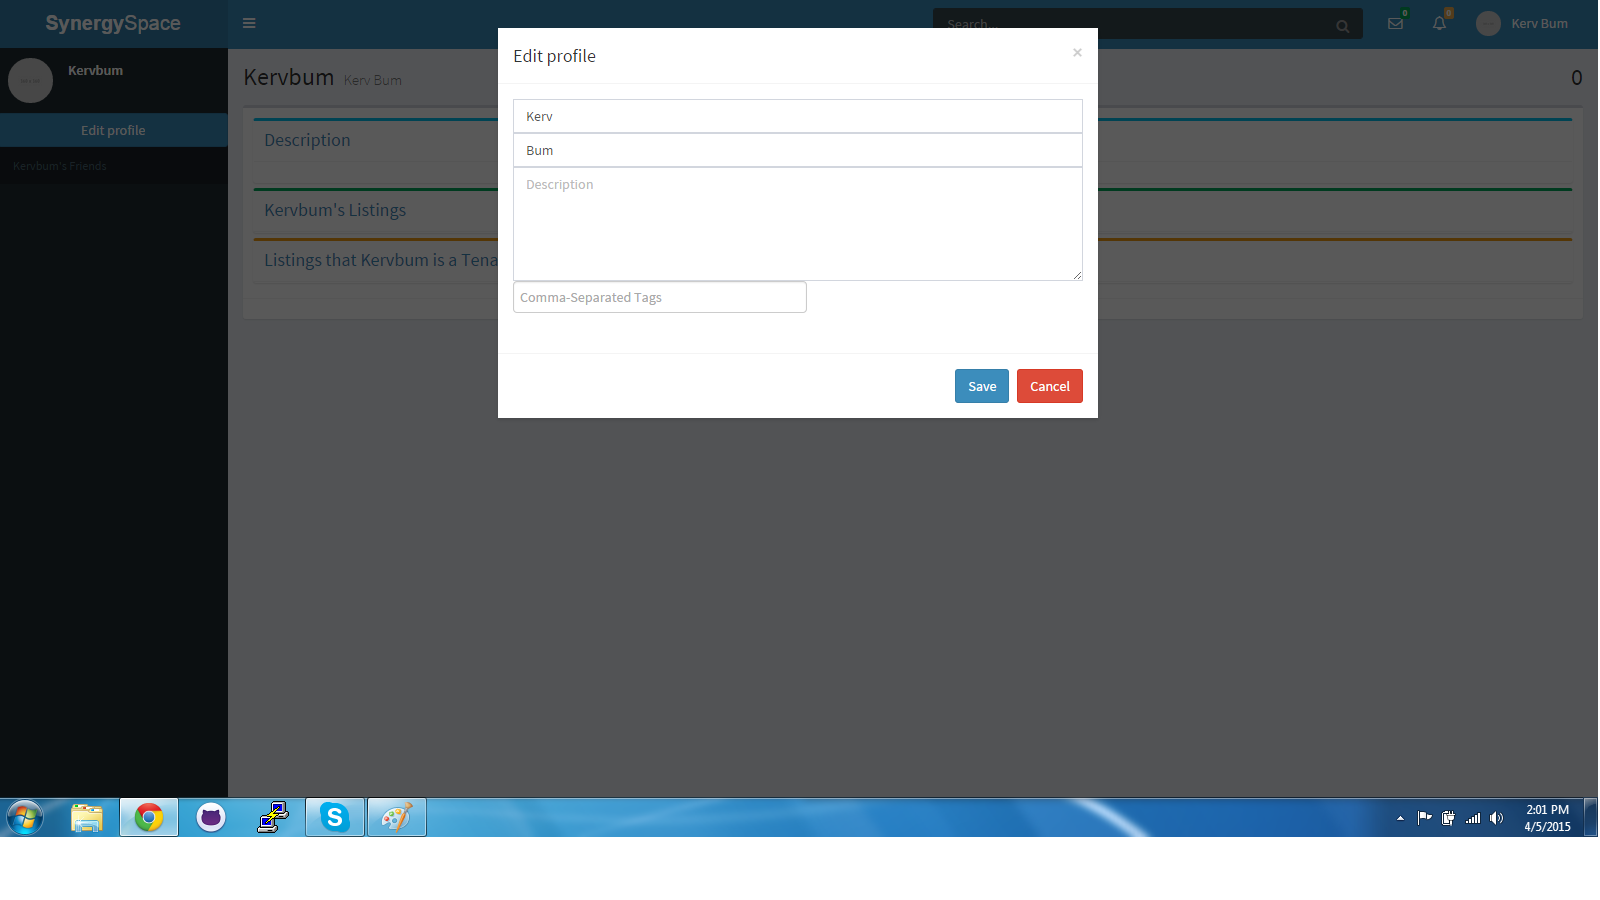 SynergySpace
Search...
0
0
Kerv Bum
Kervbum
Edit profile
Kervbum's Friends
Kervbum Kerv Bum
0
Description
Kervbum's Listings
Listings that Kervbum is a Tena
Edit profile
×
Kerv
Bum
Description
Comma-Separated Tags
Save
Cancel
S
2:01 PM
4/5/2015